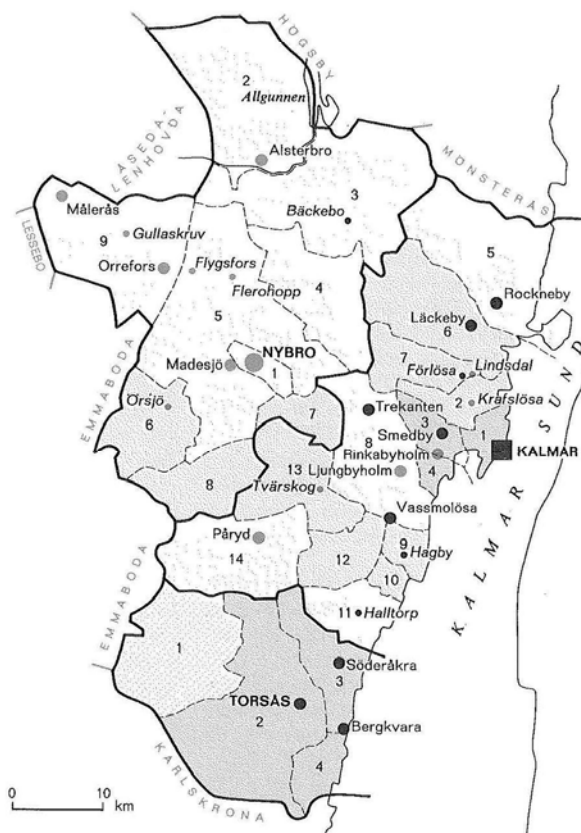 HÖGSBY
2
Allgunnen
ÅSEDA-
LENHOVDA
Alsterbro
MÖNSTERÅS
Målerås
3
Bäckebo
LESSEBO
9
Gullaskruv
5
Orrefors
Flygsfors
Flerohopp
4
Rockneby
5
Läckeby
6
EMMABODA
NYBRO
7
Madesjö
1
Förlösa
Lindsdal
2
Kråfslösa
Örsjö
7
Trekanten
6
3
Smedby
1
8
SUND
KALMAR
Rinkabyholm
13
Ljungbyholm
4
8
Tvärskog
Vassmolösa
Påryd
9
Hagby
14
12
10
KALMAR
EMMABODA
11
Halltorp
1
Söderåkra
3
TORSÅS
2
Bergkvara
4
KARLSKRONA
0 10
km